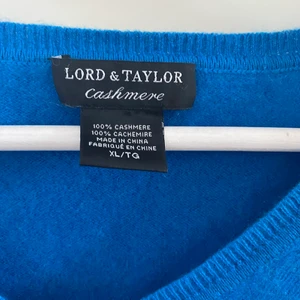 LORD & TAYLOR
Cashmere
100% CASHMERE
100% CACHEMIRE
MADE IN CHINA
FABRIQUÉ EN CHINE
XL/TG